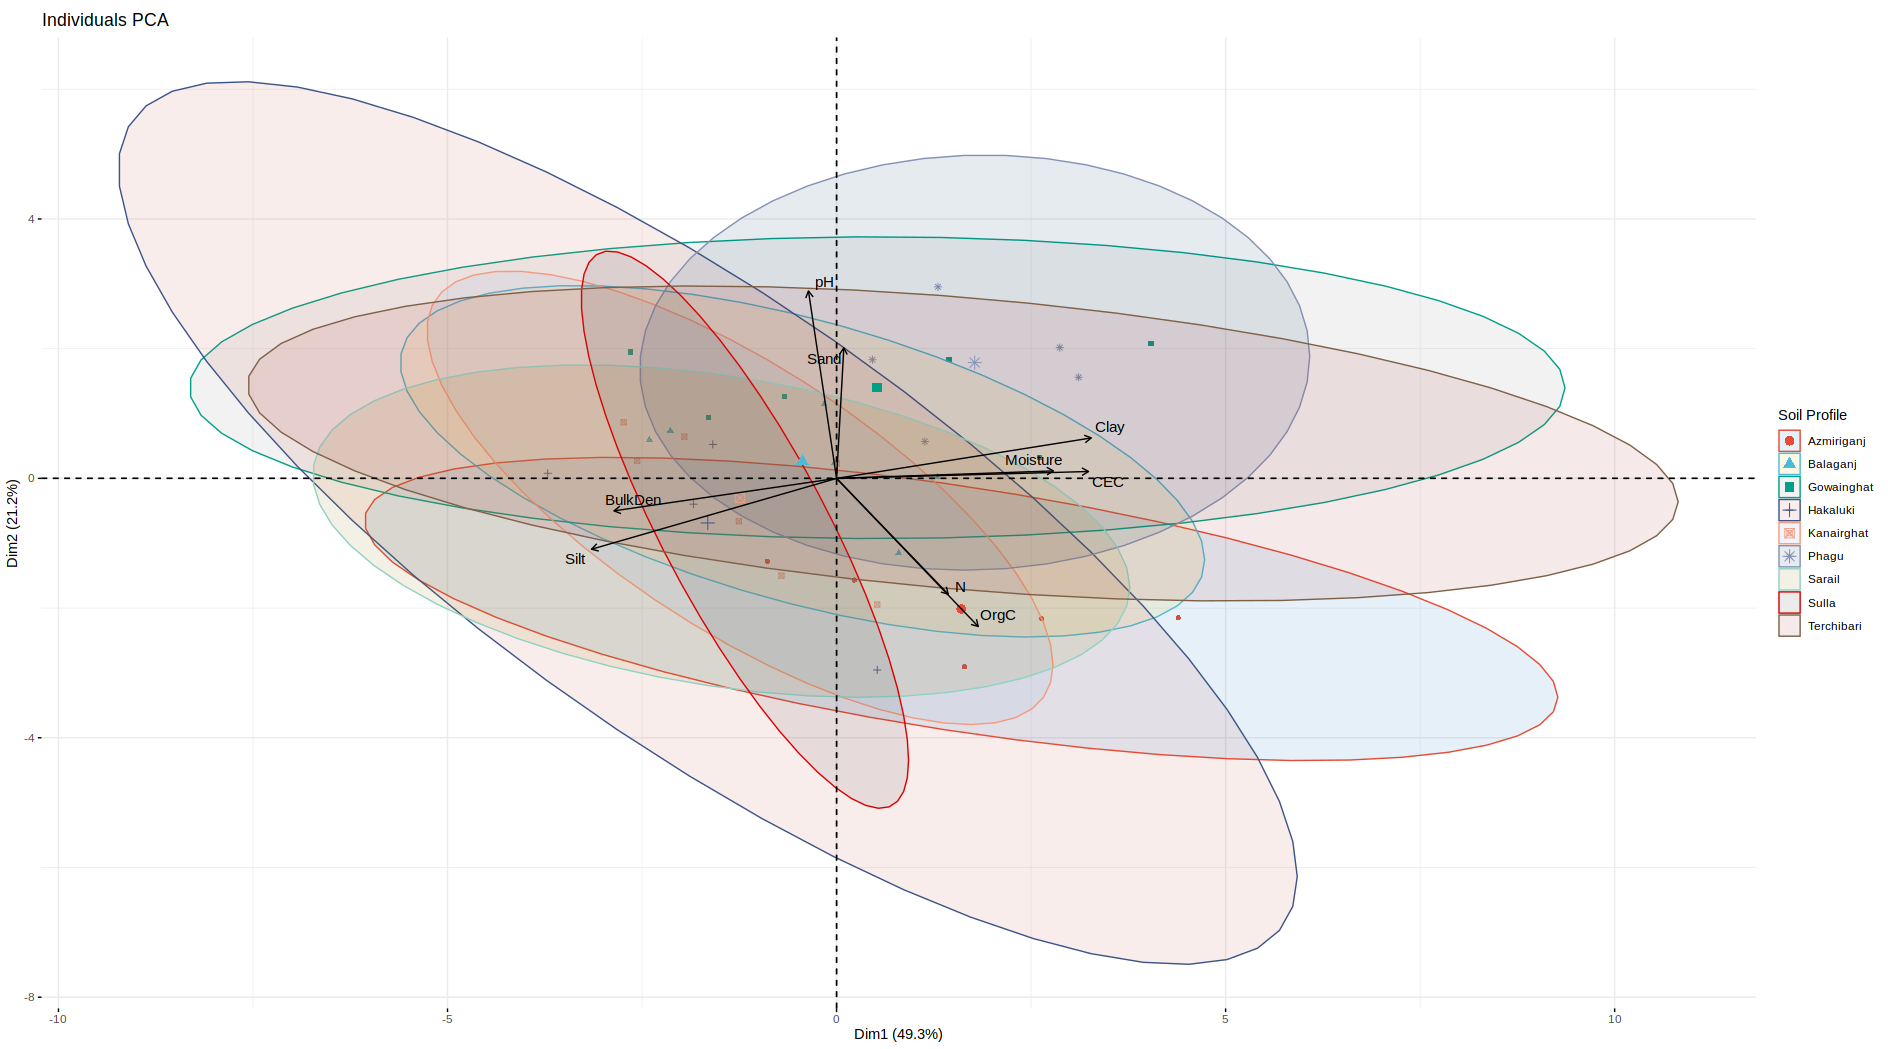 Individuals PCA
4
0
-4
-8
-10
-5
0
5
10
Dim1 (49.3%)
Dim2 (21.2%)
pH
Sand
Clay
Moisture
CEC
BulkDen
Silt
N
OrgC
Soil Profile
Azmiriganj
Balaganj
Gowainghat
Hakaluki
Kanairghat
Phagu
Sarail
Sulla
Terchibari